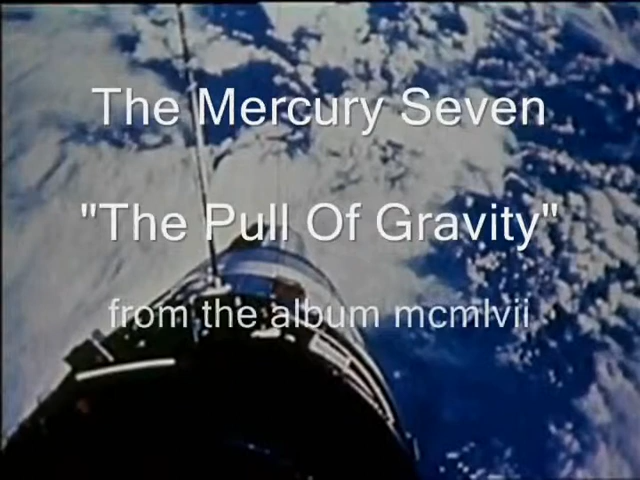 The Mercury Seven
"The Pull Of Gravity"
from the album mcmlvii